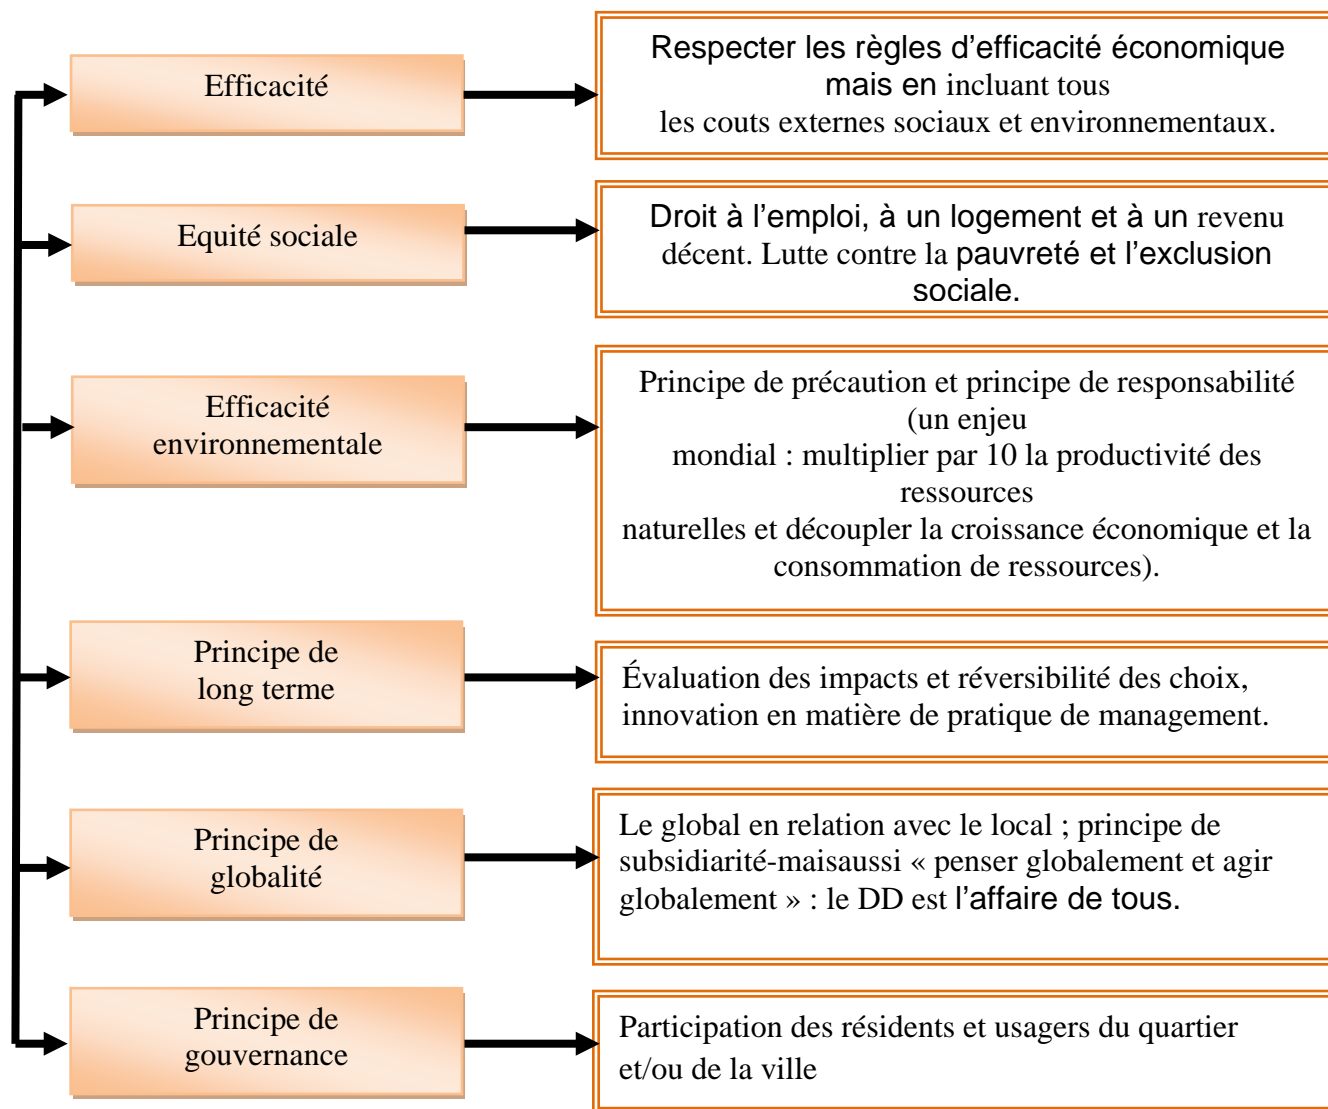 Efficacité
Respecter les règles d’efficacité économique
mais en incluant tous
les couts externes sociaux et environnementaux.
Equité sociale
Droit à l’emploi, à un logement et à un revenu
décent. Lutte contre la pauvreté et l’exclusion
sociale.
Efficacité
environnementale
Principe de précaution et principe de responsabilité
(un enjeu
mondial : multiplier par 10 la productivité des
ressources
naturelles et découpler la croissance économique et la
consommation de ressources).
Principe de
long terme
Évaluation des impacts et réversibilité des choix,
innovation en matière de pratique de management.
Principe de
globalité
Le global en relation avec le local ; principe de
subsidiarité-maisaussi « penser globalement et agir
globalement » : le DD est l’affaire de tous.
Principe de
gouvernance
Participation des résidents et usagers du quartier
et/ou de la ville